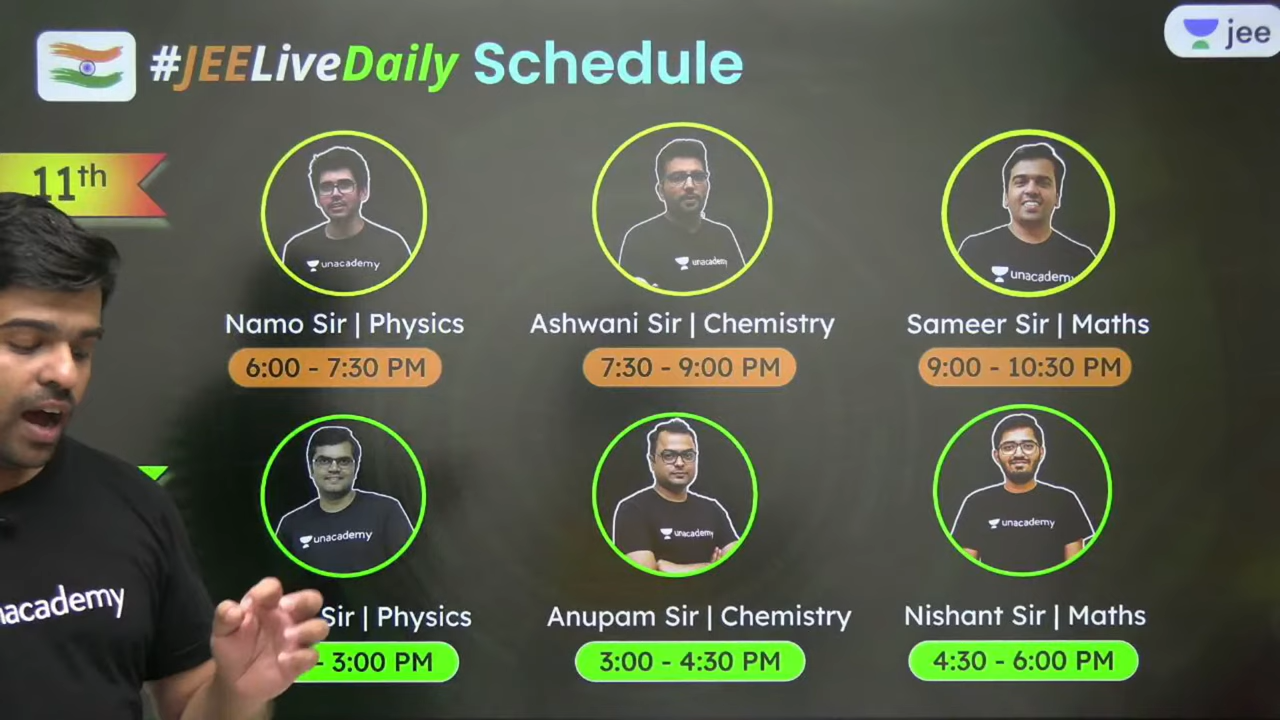 #JEELiveDaily Schedule
jee
11th
unacademy
unacademy
unacademy
Namo Sir | Physics
Ashwani Sir | Chemistry
Sameer Sir | Maths
6:00 - 7:30 PM
7:30 - 9:00 PM
9:00 - 10:30 PM
unacademy
unacademy
unacademy
nacademy
Sir | Physics
Anupam Sir | Chemistry
Nishant Sir | Maths
- 3:00 PM
3:00 - 4:30 PM
4:30 - 6:00 PM